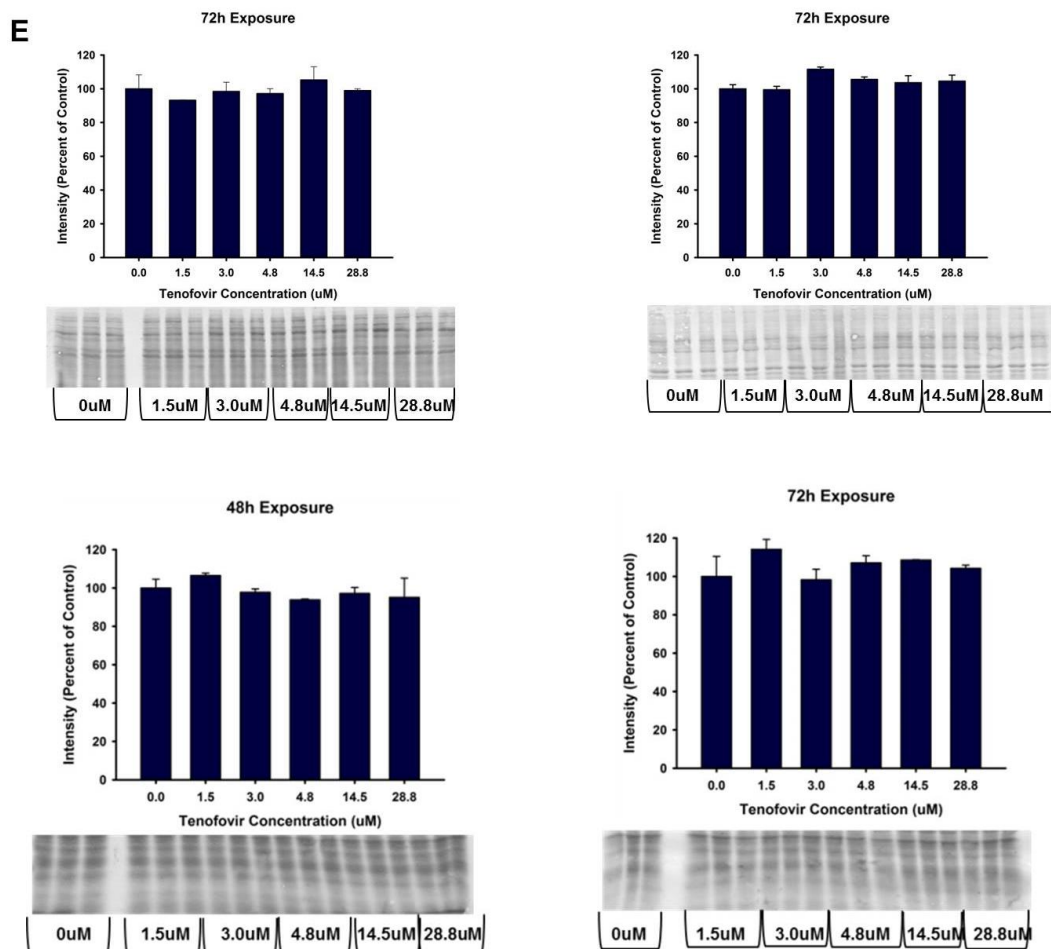 E
72h Exposure
Intensity (Percent of Control)
120
100
80
60
40
20
0
0.0 1.5 3.0 4.8 14.5 28.8
Tenofovir Concentration (uM)
0uM 1.5uM 3.0uM 4.8uM 14.5uM 28.8uM
72h Exposure
Intensity (Percent of Control)
120
100
80
60
40
20
0
0.0 1.5 3.0 4.8 14.5 28.8
Tenofovir Concentration (uM)
0uM 1.5uM 3.0uM 4.8uM 14.5uM 28.8uM
48h Exposure
Intensity (Percent of Control)
120
100
80
60
40
20
0
0.0 1.5 3.0 4.8 14.5 28.8
Tenofovir Concentration (uM)
0uM 1.5uM 3.0uM 4.8uM 14.5uM 28.8uM
72h Exposure
Intensity (Percent of Control)
120
100
80
60
40
20
0
0.0 1.5 3.0 4.8 14.5 28.8
Tenofovir Concentration (uM)
0uM 1.5uM 3.0uM 4.8uM 14.5uM 28.8uM